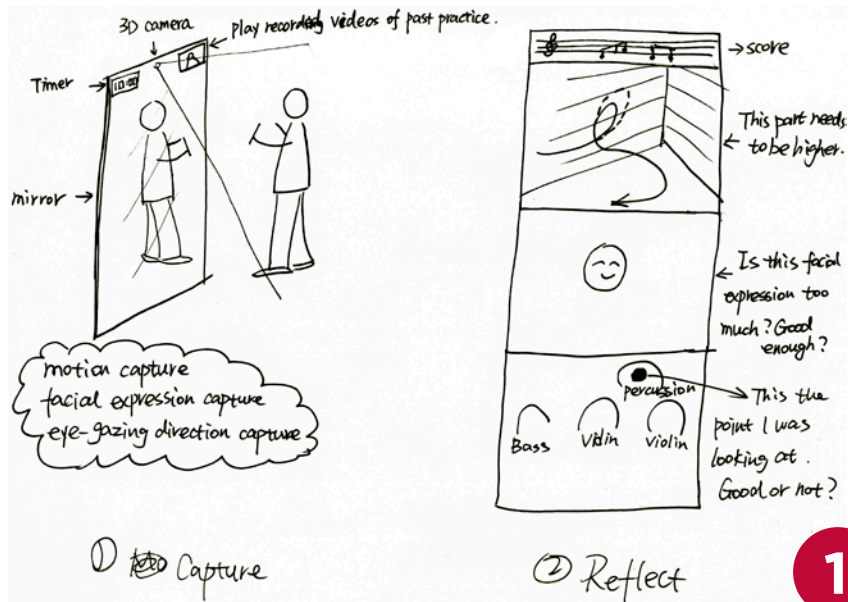 3D camera
play recorded videos of past practice.
Timer
10:00
mirror
motion capture
facial expression capture
eye-gazing direction capture
① Capture
score
This part needs
to be higher.
Is this facial
expression too
much? Good
enough?
percussion
Bass
Violin
Violin
This the
point I was
looking at.
Good or not?
② Reflect
1